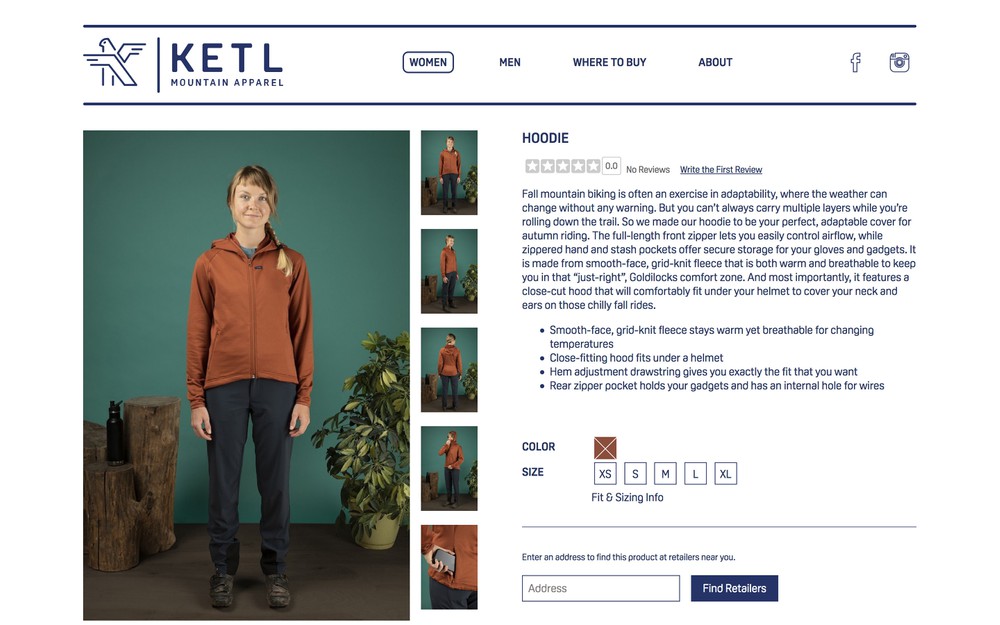 KETL
MOUNTAIN APPAREL
WOMEN
MEN
WHERE TO BUY
ABOUT
HOODIE
0.0
No Reviews
Write the First Review
Fall mountain biking is often an exercise in adaptability, where the weather can
change without any warning. But you can't always carry multiple layers while you're
rolling down the trail. So we made our hoodie to be your perfect, adaptable cover for
autumn riding. The full-length front zipper lets you easily control airflow, while
zippered hand and stash pockets offer secure storage for your gloves and gadgets. It
is made from smooth-face, grid-knit fleece that is both warm and breathable to keep
you in that “just-right”, Goldilocks comfort zone. And most importantly, it features a
close-cut hood that will comfortably fit under your helmet to cover your neck and
ears on those chilly fall rides.
• Smooth-face, grid-knit fleece stays warm yet breathable for changing
temperatures
• Close-fitting hood fits under a helmet
• Hem adjustment drawstring gives you exactly the fit that you want
• Rear zipper pocket holds your gadgets and has an internal hole for wires
COLOR
SIZE
XS
S
M
L
XL
Fit & Sizing Info
Enter an address to find this product at retailers near you.
Address
Find Retailers